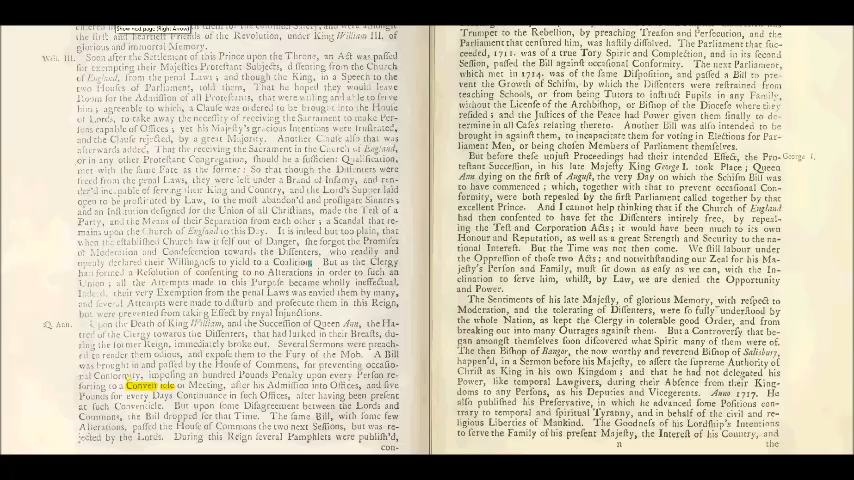 Show next page (Right Arrow)
the first and heartiest Friends of the Revolution, under King William III. of
glorious and immortal Memory.
Will. III.
Soon after the Settlement of this Prince upon the Throne, an Act was passed
for exempting their Majesties Protestant Subjects, dissenting from the Church
of England, from the penal Laws; and though the King, in a Speech to the
two Houses of Parliament, told them, That he hoped they would leave
Room for the Admission of all Protestants, that were willing and able to serve
him; agreeable to which, a Clause was ordered to be brought into the House
of Lords, to take away the necessity of receiving the Sacrament to make Per-
sons capable of Offices; yet his Majesty's gracious Intentions were frustrated,
and the Clause rejected, by a great Majority. Another Clause also that was
afterwards added, That the receiving the Sacrament in the Church of England,
or in any other Protestant Congregation, should be a sufficient Qualification,
met with the same Fate as the former: So that though the Dissenters were
freed from the penal Laws, they were left under a Brand of Infamy, and ren-
der'd incapable of serving their King and Country, and the Lord's Supper laid
open to be prostituted by Law, to the most abandon'd and profligate Sinners;
and an Institution designed for the Union of all Christians, made the Test of a
Party, and the Means of their Separation from each other; a Scandal that re-
mains upon the Church of England to this Day. It is indeed but too plain, that
when the established Church saw itself out of Danger, she forgot the Promises
of Moderation and Condescention towards the Dissenters, who readily and
openly declared their Willingness to yield to a Coalition. But as the Clergy
had formed a Resolution of consenting to no Alterations in order to such an
Union; all the Attempts made to this Purpose became wholly ineffectual.
Indeed, their very Exemption from the penal Laws was envied them by many,
and several Attempts were made to disturb and prosecute them in this Reign,
but were prevented from taking Effect by royal Injunctions.
Q. Ann.
Upon the Death of King William, and the Succession of Queen Ann, the Ha-
tred of the Clergy towards the Dissenters, that had lurked in their Breasts, du-
ring the former Reign, immediately broke out. Several Sermons were preach-
ed to render them odious, and expose them to the Fury of the Mob. A Bill
was brought in and passed by the House of Commons, for preventing occasio-
nal Conformity, imposing an hundred Pounds Penalty upon every Person re-
sorting to a Conventicle or Meeting, after his Admission into Offices, and five
Pounds for every Days Continuance in such Offices, after having been present
at such Conventicle. But upon some Disagreement between the Lords and
Commons, the Bill dropped for that Time. The same Bill, with some few
Alterations, passed the House of Commons the two next Sessions, but was re-
jected by the Lords. During this Reign several Pamphlets were publish'd,
con-
Trumpet to the Rebellion, by preaching Treason and Persecution, and the
Parliament that censured him, was hastily dissolved. The Parliament that suc-
ceeded, 1711. was of a true Tory Spirit and Complection, and in its second
Session, passed the Bill against occasional Conformity. The next Parliament,
which met in 1714. was of the same Disposition, and passed a Bill to pre-
vent the Growth of Schism, by which the Dissenters were restrained from
teaching Schools, or from being Tutors to instruct Pupils in any Family,
without the License of the Archbishop, or Bishop of the Diocese where they
resided; and the Justices of the Peace had Power given them finally to de-
termine in all Cases relating thereto. Another Bill was also intended to be
brought in against them, to incapacitate them for voting in Elections for Par-
liament Men, or being chosen Members of Parliament themselves.
But before these unjust Proceedings had their intended Effect, the Pro-
George I.
testant Succession, in his late Majesty King George I. took Place; Queen
Ann dying on the first of August, the very Day on which the Schism Bill was
to have commenced; which, together with that to prevent occasional Con-
formity, were both repealed by the first Parliament called together by that
excellent Prince. And I cannot help thinking that if the Church of England
had then consented to have set the Dissenters intirely free, by repeal-
ing the Test and Corporation Acts; it would have been much to its own
Honour and Reputation, as well as a great Strength and Security to the na-
tional Interest. But the Time was not then come. We still labour under
the Oppression of those two Acts; and notwithstanding our Zeal for his Ma-
jesty's Person and Family, must sit down as easy as we can, with the In-
clination to serve him, whilst, by Law, we are denied the Opportunity
and Power.
The Sentiments of his late Majesty, of glorious Memory, with respect to
Moderation, and the tolerating of Dissenters, were so fully understood by
the whole Nation, as kept the Clergy in tolerable good Order, and from
breaking out into many Outrages against them. But a Controversy that be-
gan amongst themselves soon discovered what Spirit many of them were of.
The then Bishop of Bangor, the now worthy and reverend Bishop of Salisbury,
happen'd, in a Sermon before his Majesty, to assert the Supreme Authority of
Christ as King in his own Kingdom; and that he had not delegated his
Power, like temporal Lawgivers, during their Absence from their King-
doms to any Persons, as his Deputies and Vicegerents. Anno 1717. He
also published his Preservative, in which he advanced some Positions con-
trary to temporal and spiritual Tyranny, and in behalf of the civil and re-
ligious Liberties of Mankind. The Goodness of his Lordship's Intentions
to serve the Family of his present Majesty, the Interest of his Country, and
n
the